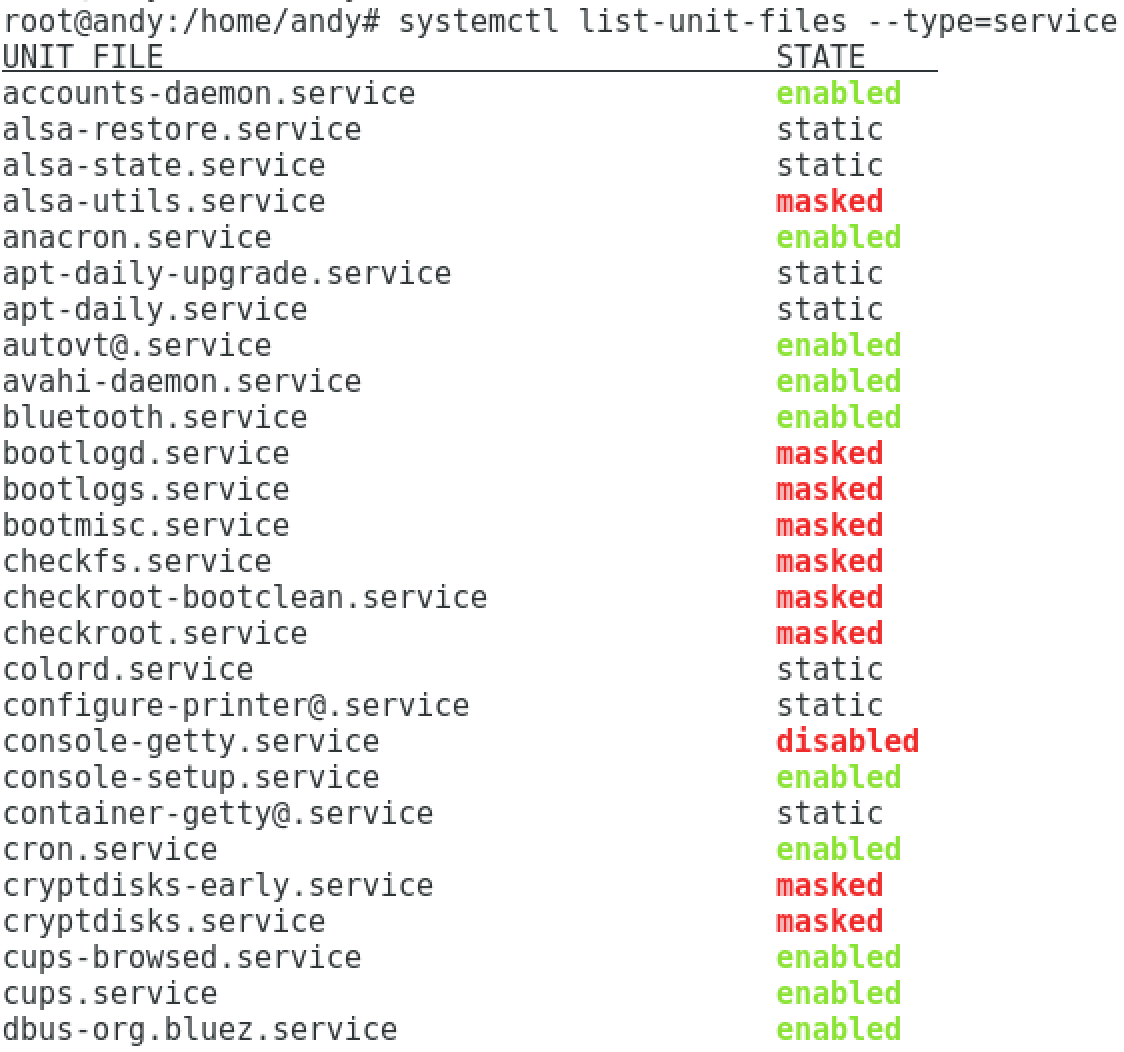 root@andy:/home/andy# systemctl list-unit-files --type=service
UNIT FILE STATE
accounts-daemon.service enabled
alsa-restore.service static
alsa-state.service static
alsa-utils.service masked
anacron.service enabled
apt-daily-upgrade.service static
apt-daily.service static
autovt@.service enabled
avahi-daemon.service enabled
bluetooth.service enabled
bootlogd.service masked
bootlogs.service masked
bootmisc.service masked
checkfs.service masked
checkroot-bootclean.service masked
checkroot.service masked
colord.service static
configure-printer@.service static
console-getty.service disabled
console-setup.service enabled
container-getty@.service static
cron.service enabled
cryptdisks-early.service masked
cryptdisks.service masked
cups-browsed.service enabled
cups.service enabled
dbus-org.bluez.service enabled